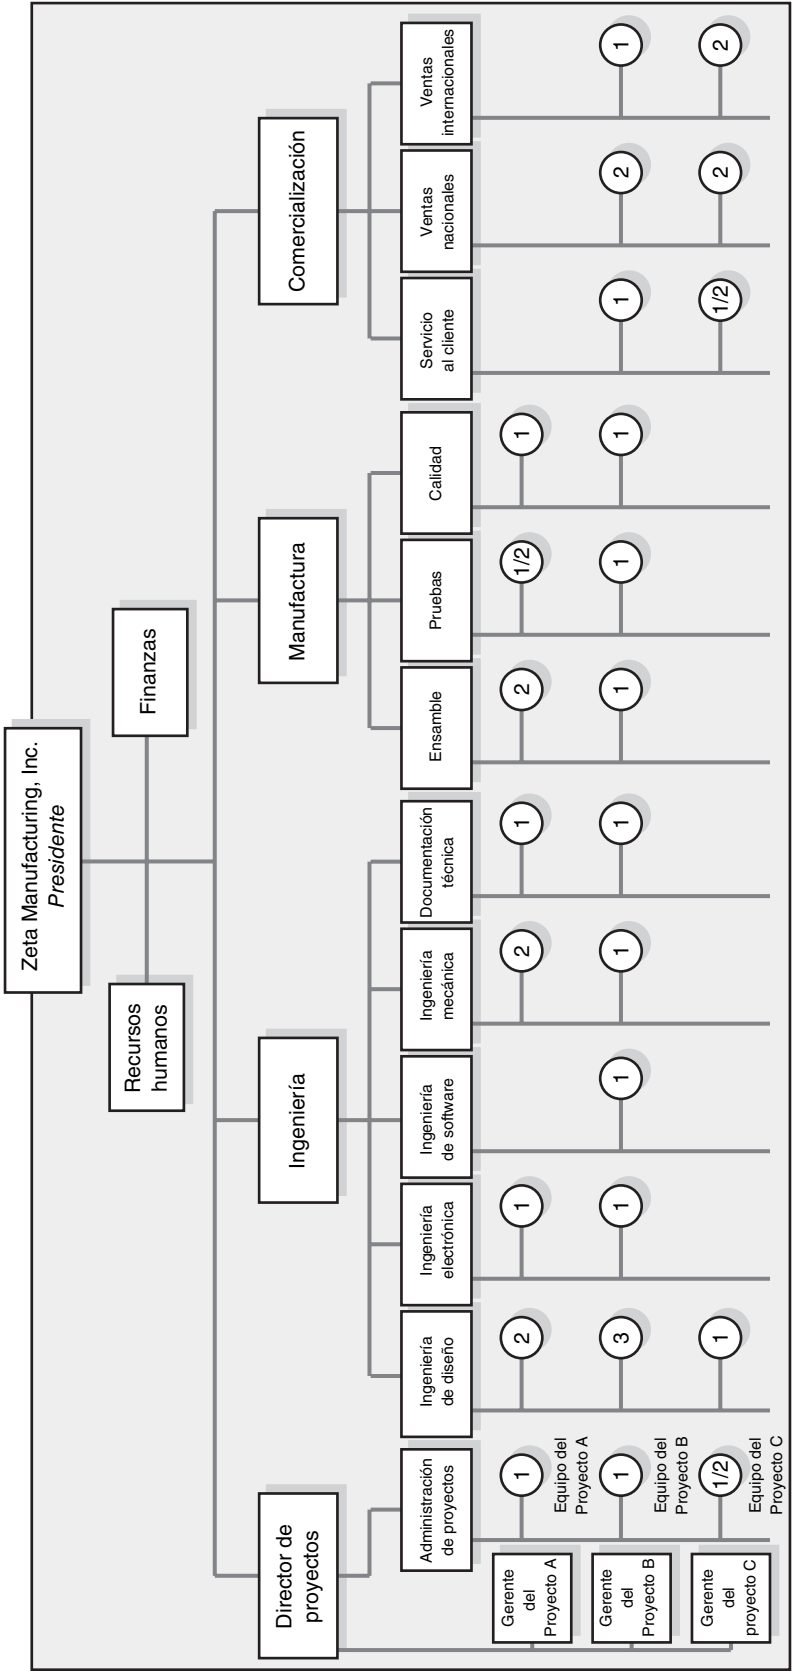 Zeta Manufacturing, Inc.
Presidente
Recursos
humanos
Finanzas
Director de
proyectos
Ingeniería
Manufactura
Comercialización
Administración
de proyectos
Ingeniería
de diseño
Ingeniería
electrónica
Ingeniería
de software
Ingeniería
mecánica
Documentación
técnica
Ensamble
Pruebas
Calidad
Servicio
al cliente
Ventas
nacionales
Ventas
internacionales
Gerente
del
Proyecto A
1
2
1
2
1
2
1/2
1
Equipo del
Proyecto A
Gerente
del
Proyecto B
1
3
1
1
1
1
1
1
1
1
2
1
Equipo del
Proyecto B
Gerente
del
proyecto C
1/2
1
1/2
2
2
Equipo del
Proyecto C